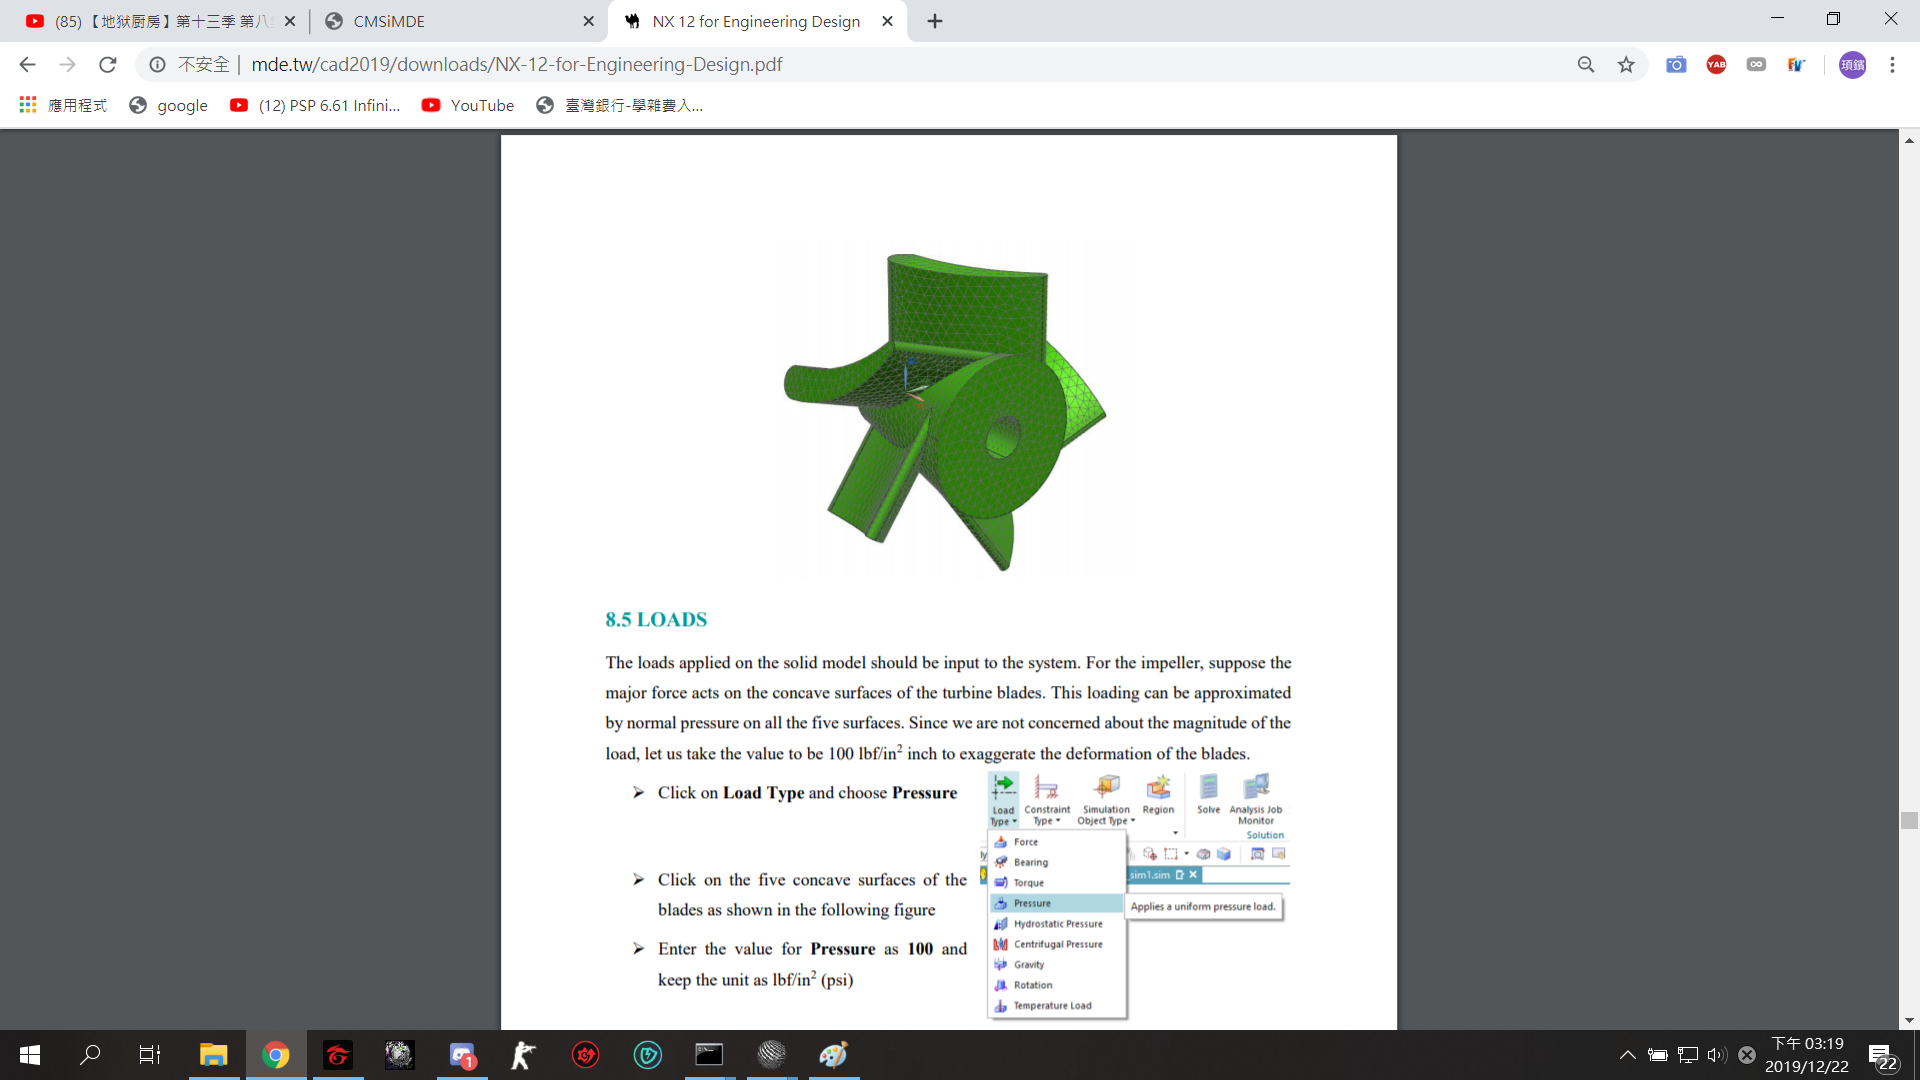 (85) 【地獄厨房】第十三季 第八
CMSiMDE
NX 12 for Engineering Design
不安全 | mde.tw/cad2019/downloads/NX-12-for-Engineering-Design.pdf
YAB
項鑌
應用程式
google
(12) PSP 6.61 Infini...
YouTube
臺灣銀行-學雜費入...
8.5 LOADS
The loads applied on the solid model should be input to the system. For the impeller, suppose the
major force acts on the concave surfaces of the turbine blades. This loading can be approximated
by normal pressure on all the five surfaces. Since we are not concerned about the magnitude of the
load, let us take the value to be 100 lbf/in² inch to exaggerate the deformation of the blades.
➢ Click on Load Type and choose Pressure
➢ Click on the five concave surfaces of the
blades as shown in the following figure
➢ Enter the value for Pressure as 100 and
keep the unit as lbf/in² (psi)
Load
Type
Constraint
Type
Simulation
Object Type
Region
Solve
Analysis Job
Monitor
Solution
_sim1.sim
Force
Bearing
Torque
Pressure
Applies a uniform pressure load.
Hydrostatic Pressure
Centrifugal Pressure
Gravity
Rotation
Temperature Load
1
下午 03:19
2019/12/22
22